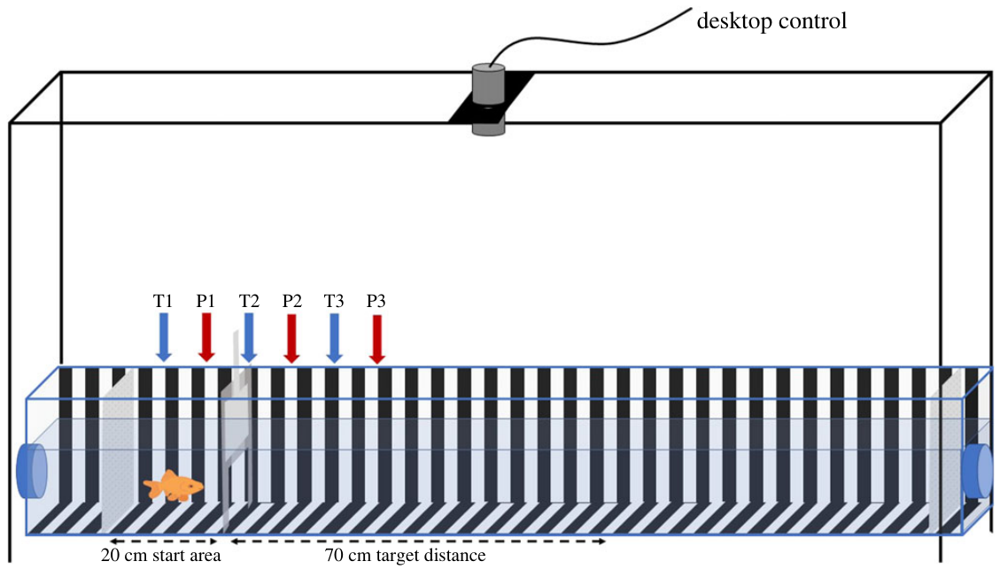 desktop control
T1 P1 T2 P2 T3 P3
20 cm start area 70 cm target distance